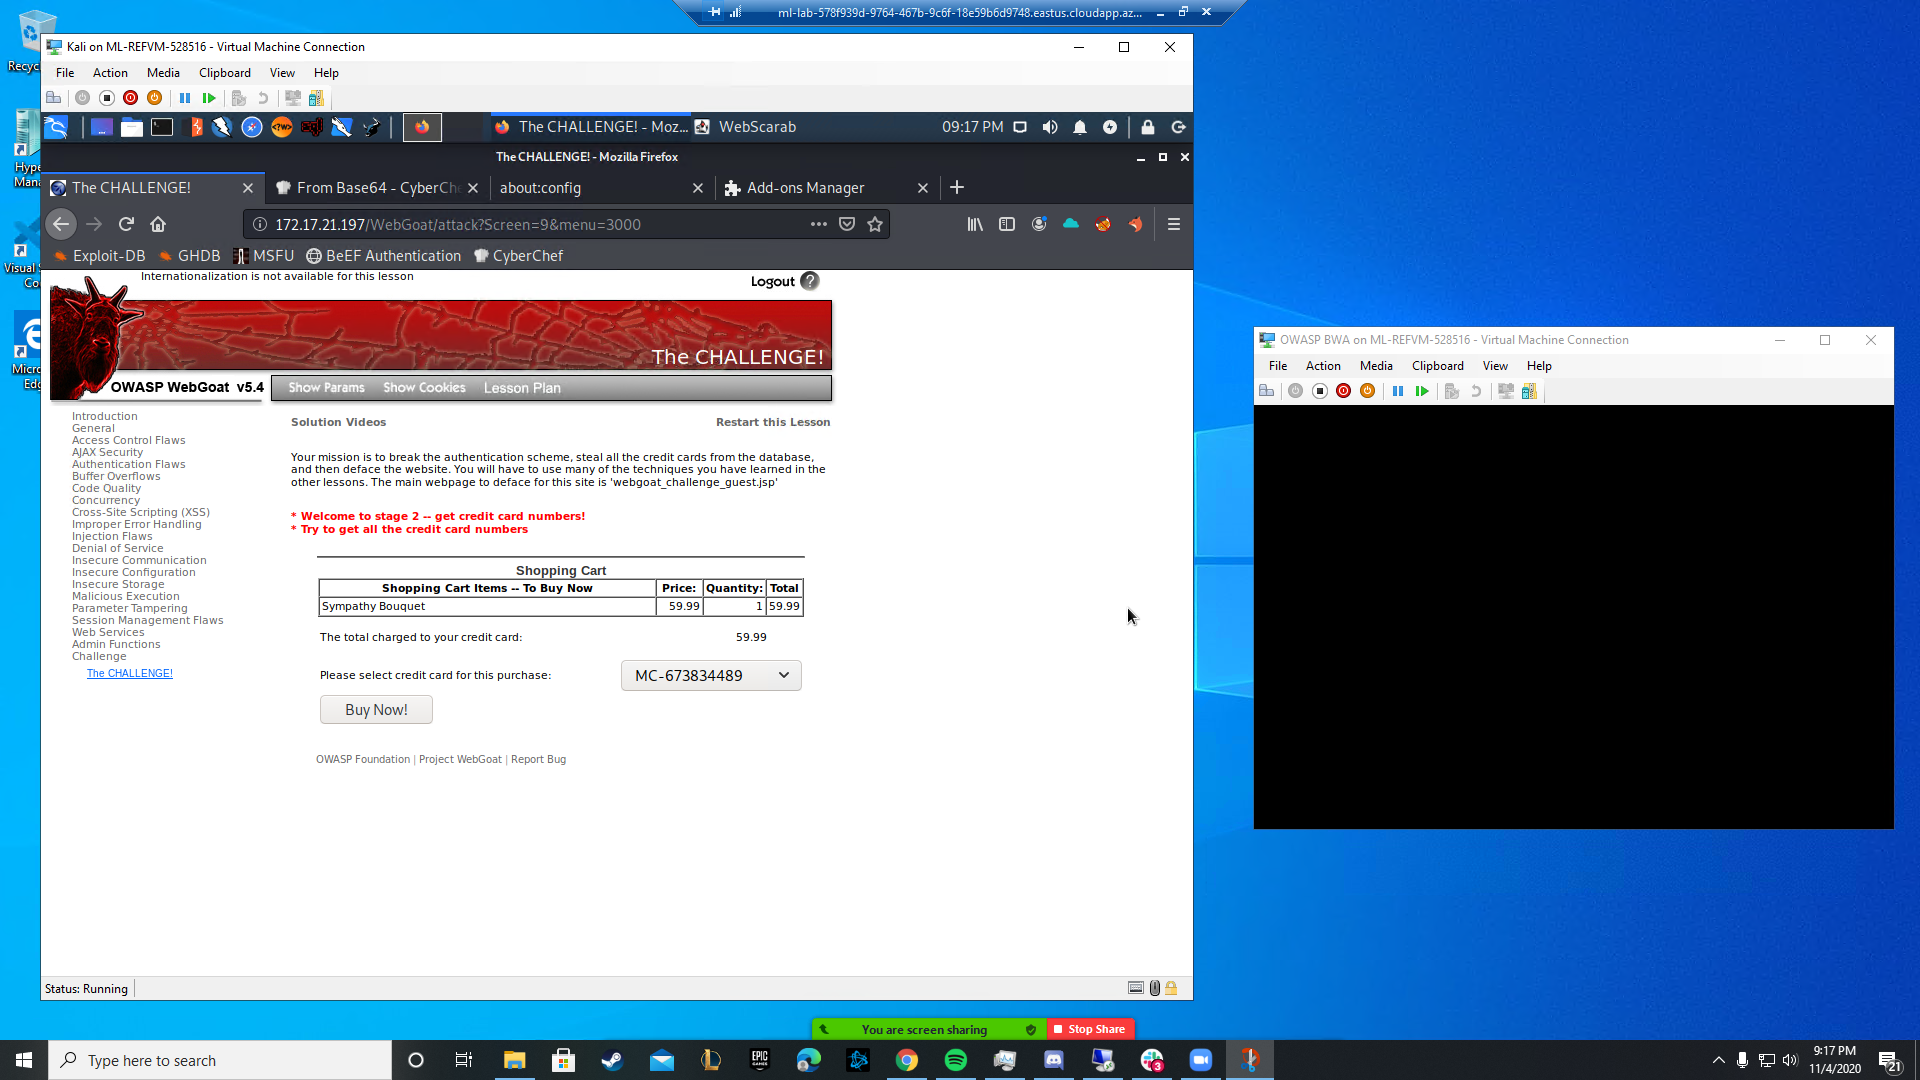 ml-lab-578f939d-9764-467b-9c6f-18e59b6d9748.eastus.cloudapp.az...
Kali on ML-REFVM-528516 - Virtual Machine Connection
File Action Media Clipboard View Help
The CHALLENGE! - Moz... WebScarab 09:17 PM
The CHALLENGE! - Mozilla Firefox
The CHALLENGE! From Base64 - CyberChe about:config Add-ons Manager
172.17.21.197/WebGoat/attack?Screen=9&menu=3000
Exploit-DB GHDB MSFU BeEF Authentication CyberChef
Internationalization is not available for this lesson
Logout ?
The CHALLENGE!
OWASP WebGoat v5.4 Show Params Show Cookies Lesson Plan
Introduction
General
Access Control Flaws
AJAX Security
Authentication Flaws
Buffer Overflows
Code Quality
Concurrency
Cross-Site Scripting (XSS)
Improper Error Handling
Injection Flaws
Denial of Service
Insecure Communication
Insecure Configuration
Insecure Storage
Malicious Execution
Parameter Tampering
Session Management Flaws
Web Services
Admin Functions
Challenge
The CHALLENGE!
Solution Videos Restart this Lesson
Your mission is to break the authentication scheme, steal all the credit cards from the database,
and then deface the website. You will have to use many of the techniques you have learned in the
other lessons. The main webpage to deface for this site is 'webgoat_challenge_guest.jsp'
* Welcome to stage 2 -- get credit card numbers!
* Try to get all the credit card numbers
Shopping Cart
Shopping Cart Items -- To Buy Now Price: Quantity: Total
Sympathy Bouquet 59.99 1 59.99
The total charged to your credit card: 59.99
Please select credit card for this purchase: MC-673834489
Buy Now!
OWASP Foundation | Project WebGoat | Report Bug
Status: Running
OWASP BWA on ML-REFVM-528516 - Virtual Machine Connection
File Action Media Clipboard View Help
You are screen sharing Stop Share
Type here to search
EPIC GAMES
3
9:17 PM
11/4/2020
21